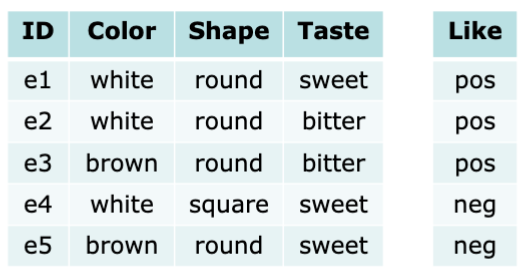 ID Color Shape Taste Like
e1 white round sweet pos
e2 white round bitter pos
e3 brown round bitter pos
e4 white square sweet neg
e5 brown round sweet neg